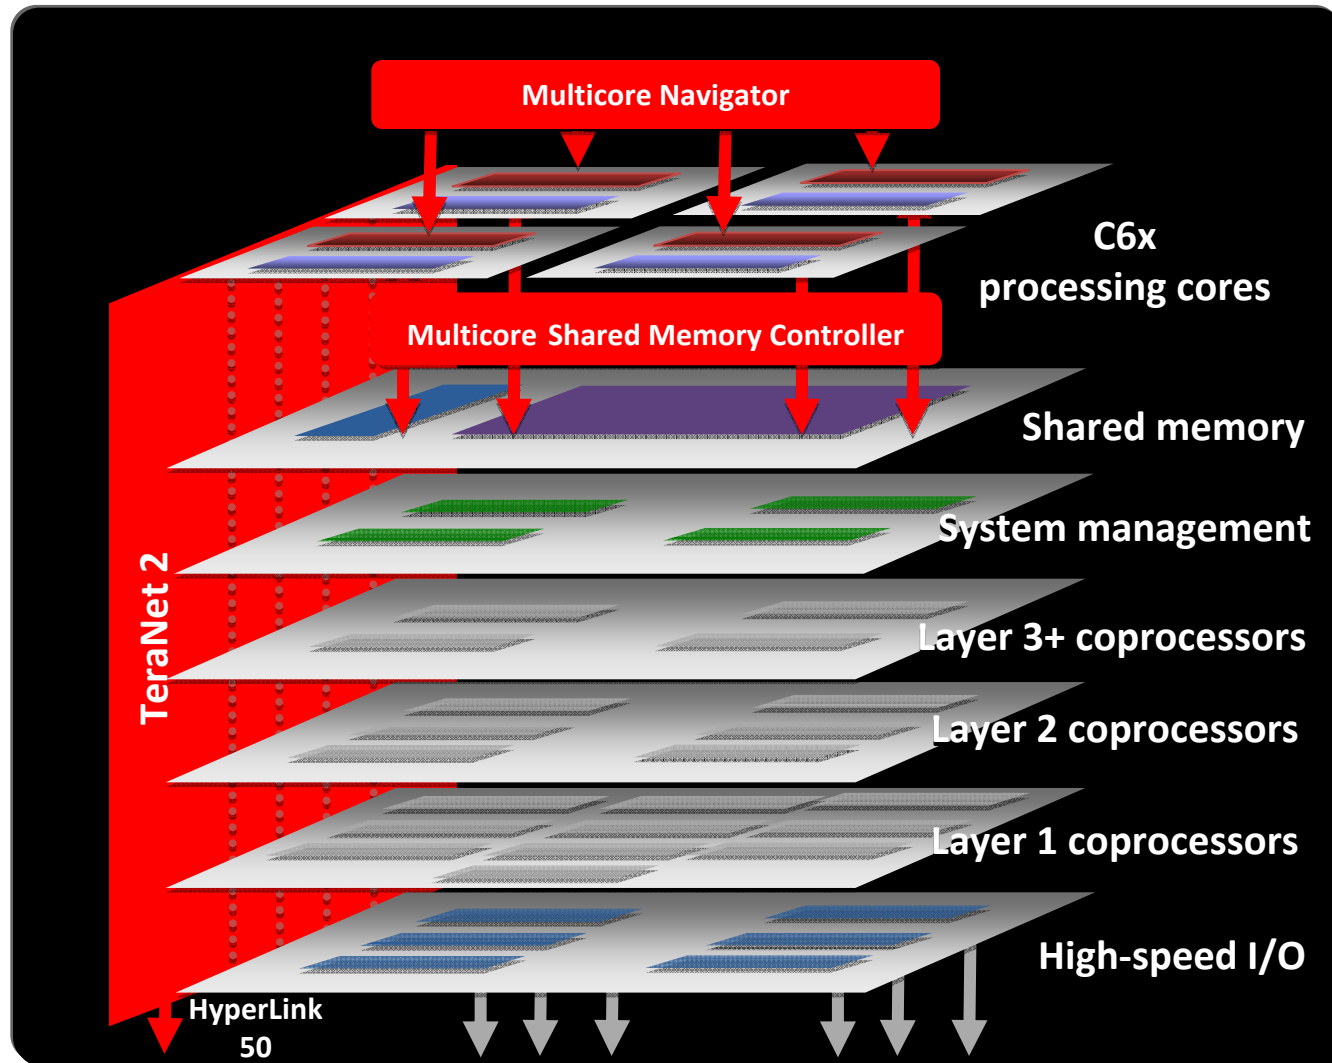 Multicore Navigator
C6x
processing cores
Multicore Shared Memory Controller
Shared memory
System management
TeraNet 2
Layer 3+ coprocessors
Layer 2 coprocessors
Layer 1 coprocessors
High-speed I/O
HyperLink
50